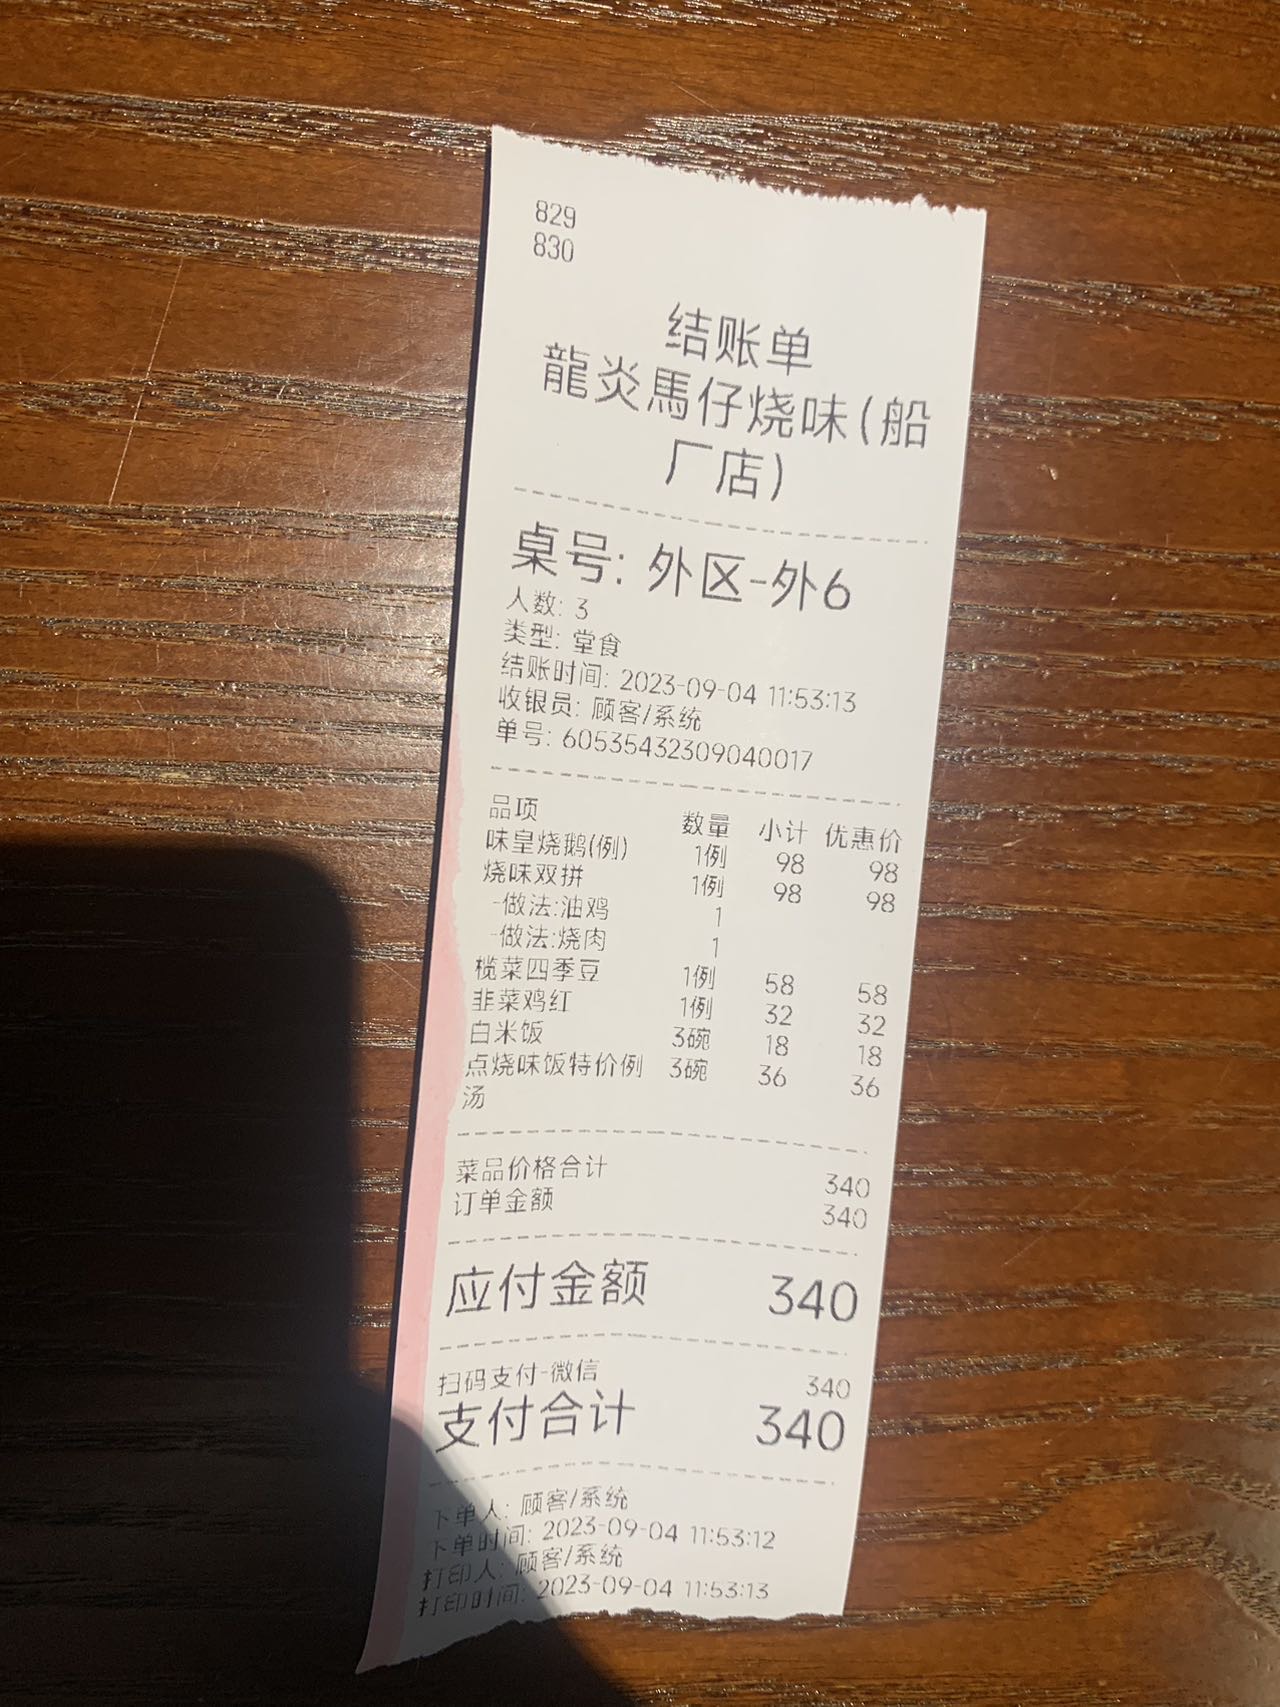 829
830
结账单
龍炎馬仔烧味(船
厂店)
桌号: 外区-外6
人数: 3
类型: 堂食
结账时间: 2023-09-04 11:53:13
收银员: 顾客/系统
单号: 60535432309040017
品项 数量 小计 优惠价
味皇烧鹅(例) 1例 98 98
烧味双拼 1例 98 98
-做法:油鸡 1
-做法:烧肉 1
榄菜四季豆 1例 58 58
韭菜鸡红 1例 32 32
白米饭 3碗 18 18
点烧味饭特价例 3碗 36 36
汤
菜品价格合计 340
订单金额 340
应付金额 340
扫码支付-微信 340
支付合计 340
下单人: 顾客/系统
下单时间: 2023-09-04 11:53:12
打印人: 顾客/系统
打印时间: 2023-09-04 11:53:13